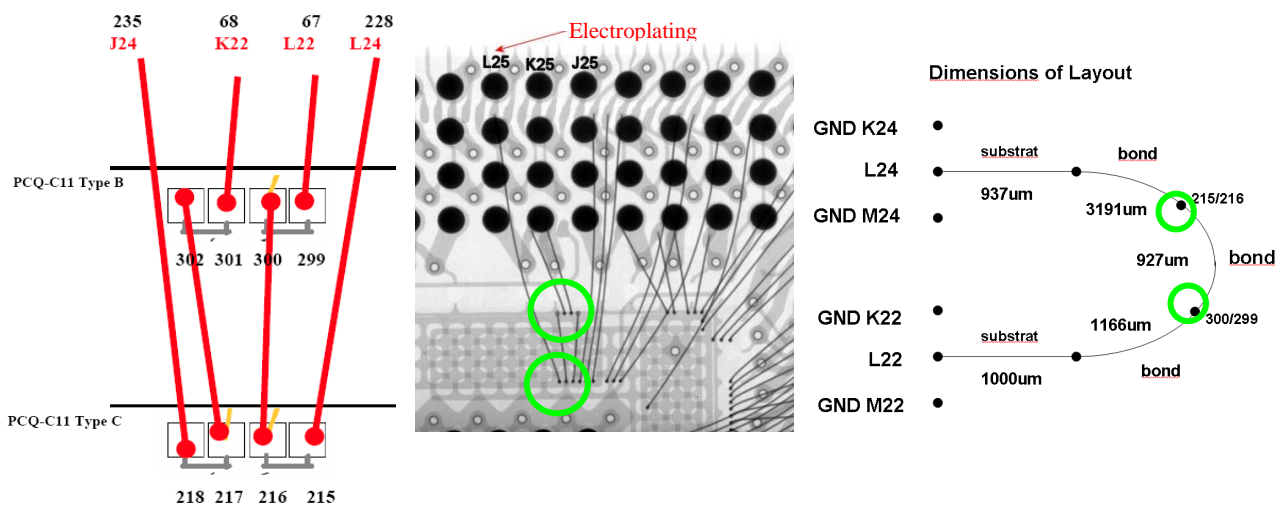 235 68 67 228
J24 K22 L22 L24
PCQ-C11 Type B
302 301 300 299
PCQ-C11 Type C
218 217 216 215
Electroplating
L25 K25 J25
Dimensions of Layout
GND K24
substrat bond
L24
937um 3191um 215/216
GND M24
927um bond
GND K22 1166um 300/299
substrat
L22
1000um bond
GND M22